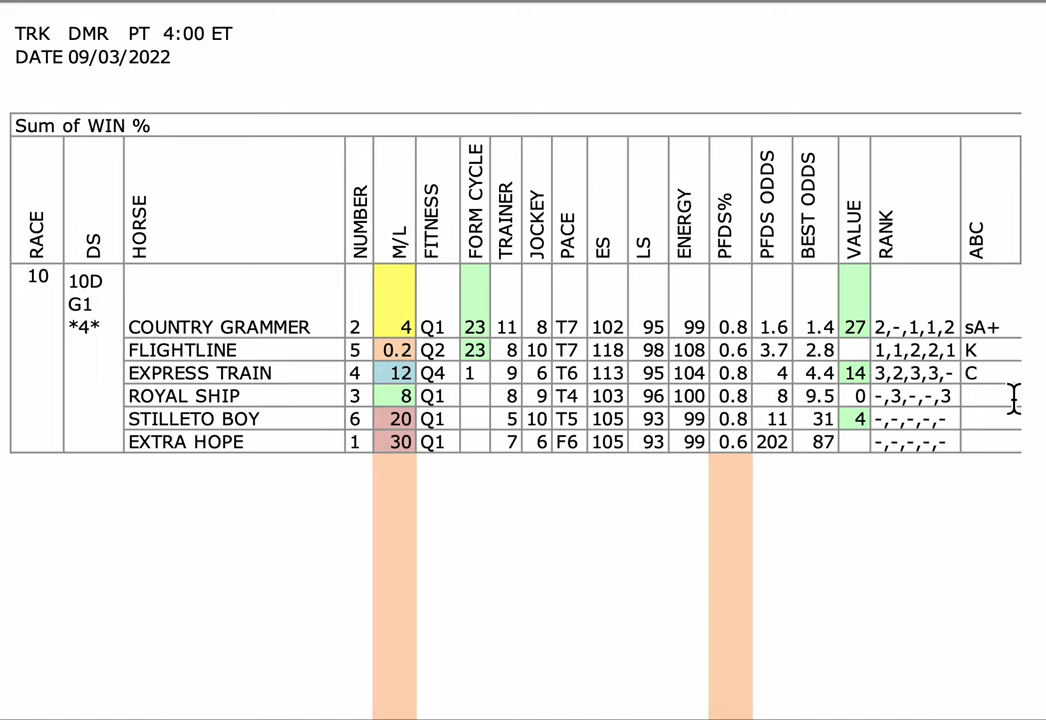 TRK DMR PT 4:00 ET
DATE 09/03/2022
Sum of WIN %
RACE DS HORSE NUMBER M/L FITNESS FORM CYCLE TRAINER JOCKEY PACE ES LS ENERGY PFDS% PFDS ODDS BEST ODDS VALUE RANK ABC
10 10D
G1
*4* COUNTRY GRAMMER 2 4 Q1 23 11 8 T7 102 95 99 0.8 1.6 1.4 27 2,-,1,1,2 sA+
FLIGHTLINE 5 0.2 Q2 23 8 10 T7 118 98 108 0.6 3.7 2.8 1,1,2,2,1 K
EXPRESS TRAIN 4 12 Q4 1 9 6 T6 113 95 104 0.8 4 4.4 14 3,2,3,3,- C
ROYAL SHIP 3 8 Q1 8 9 T4 103 96 100 0.8 8 9.5 0 -,3,-,-,3
STILLETO BOY 6 20 Q1 5 10 T5 105 93 99 0.8 11 31 4 -,-,-,-,-
EXTRA HOPE 1 30 Q1 7 6 F6 105 93 99 0.6 202 87 -,-,-,-,-